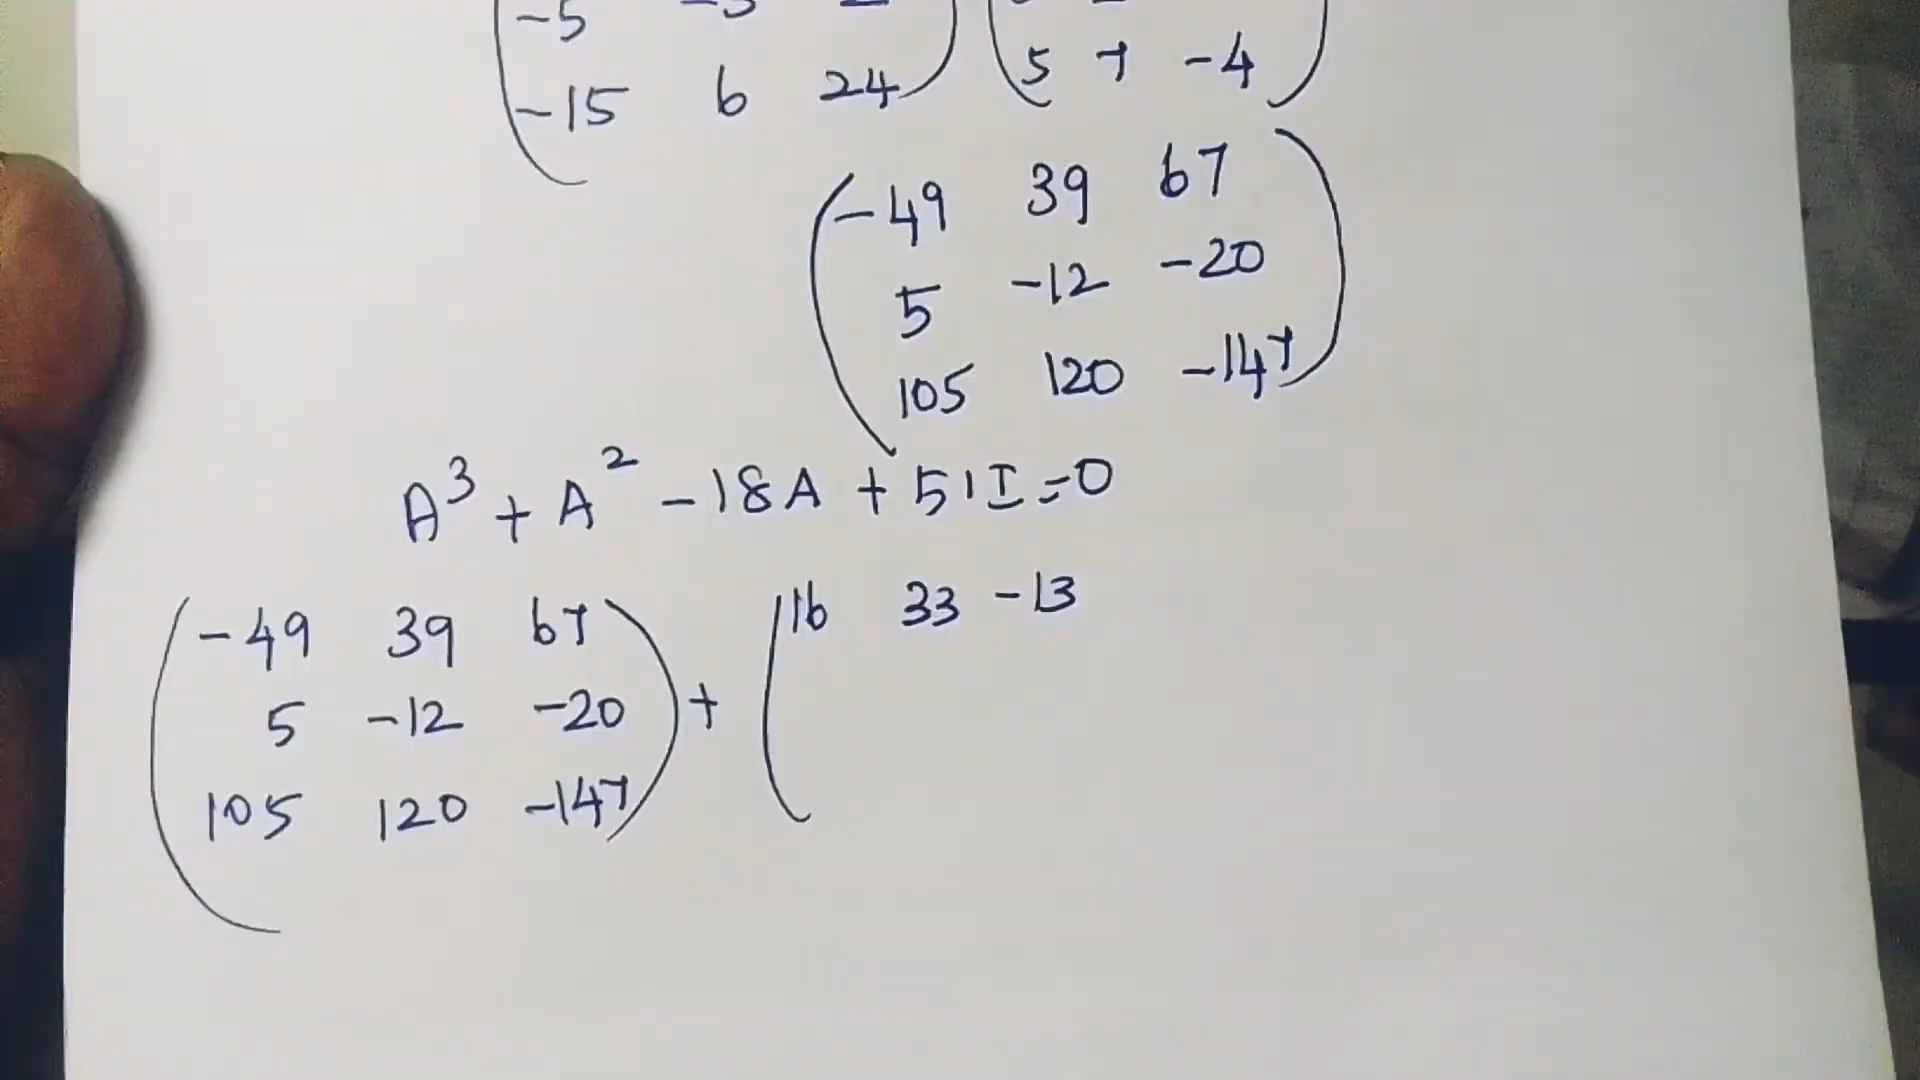 -5
-15 6 24 5 7 -4
-49 39 67
5 -12 -20
105 120 -147
A³ + A² - 18A + 51I = 0
-49 39 67 + 16 33 -13
5 -12 -20
105 120 -147